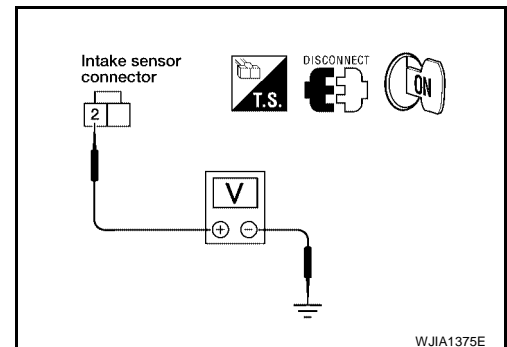 Intake sensor
connector
DISCONNECT
T.S.
ON
2
V
+ −
WJIA1375E